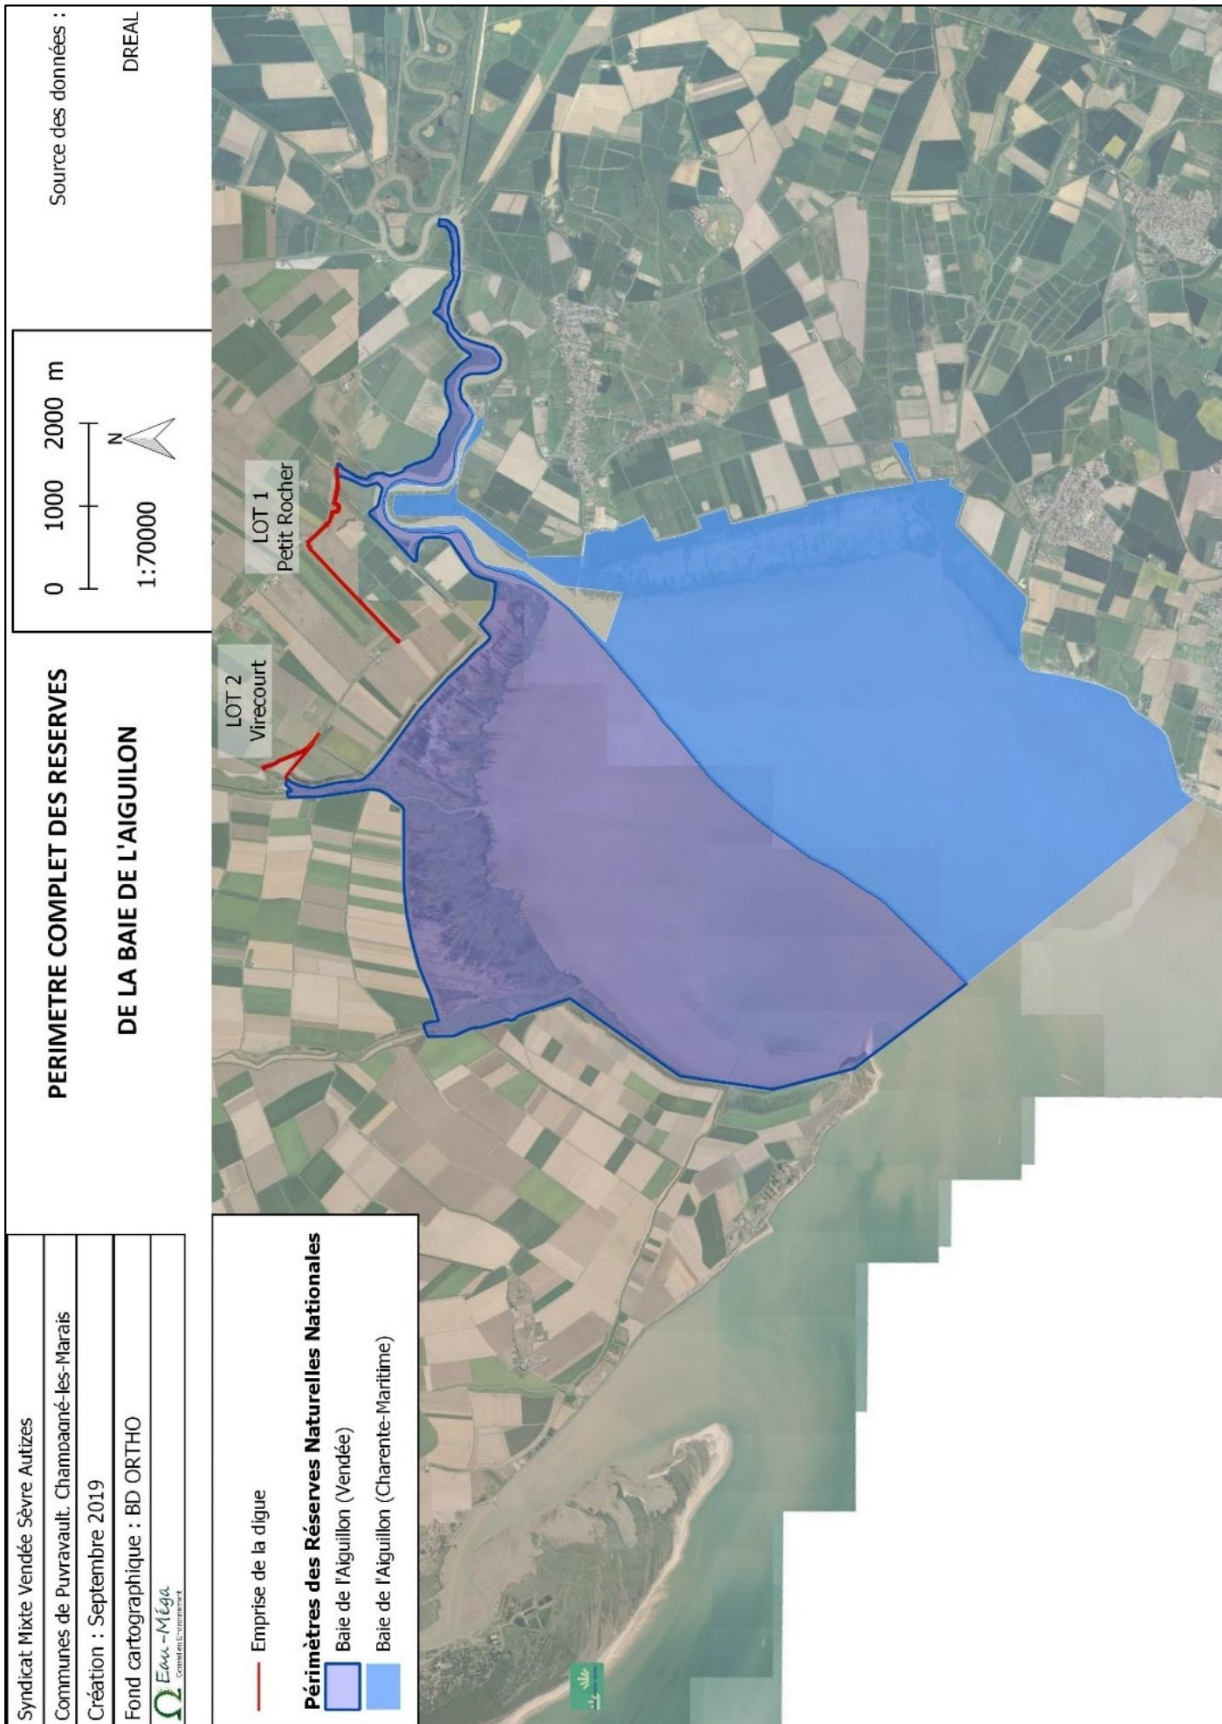 Syndicat Mixte Vendée Sèvre Autizes
Communes de Puyravault, Champagné-les-Marais
Création : Septembre 2019
Fond cartographique : BD ORTHO
Eau-Méga
PERIMETRE COMPLET DES RESERVES
DE LA BAIE DE L'AIGUILON
0 1000 2000 m
N
1:70000
Source des données :
DREAL
Emprise de la digue
Périmètres des Réserves Naturelles Nationales
Baie de l'Aiguillon (Vendée)
Baie de l'Aiguillon (Charente-Maritime)
LOT 2
Virecourt
LOT 1
Petit Rocher